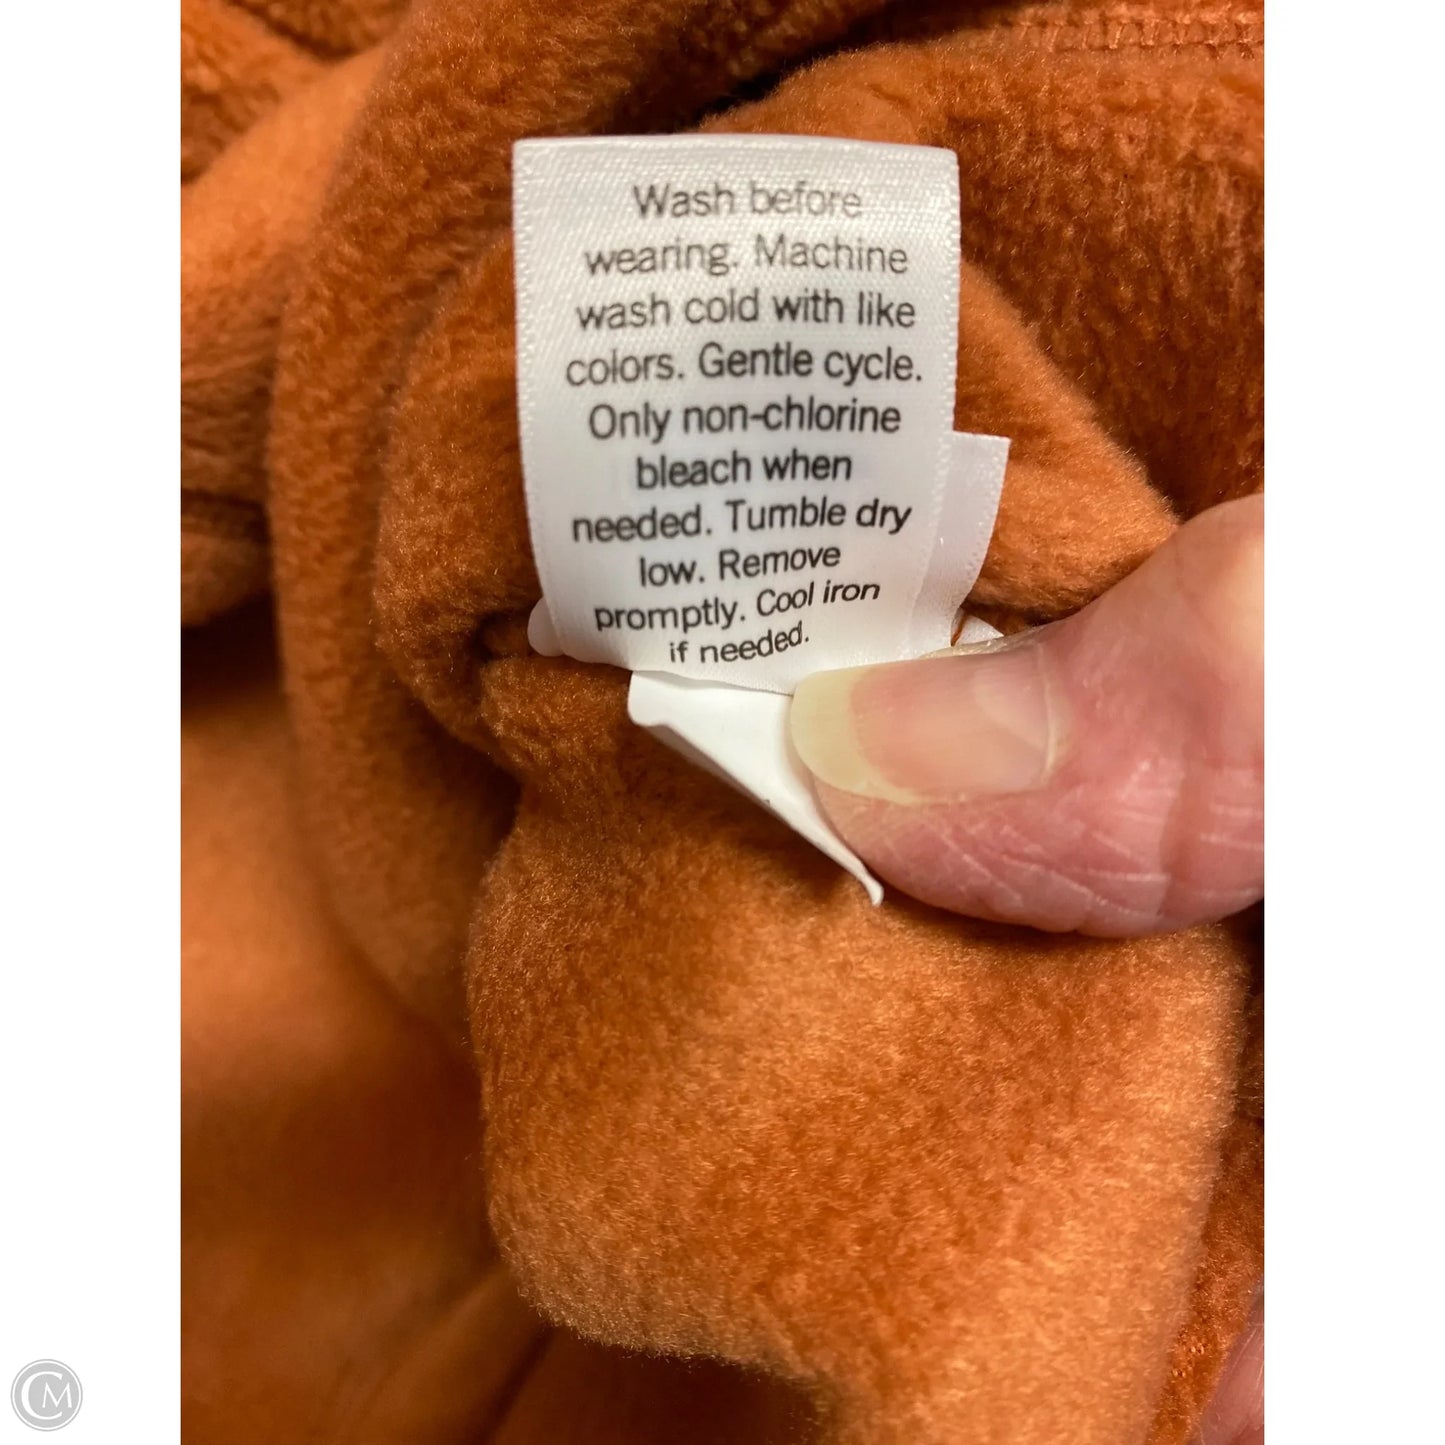 Wash before
wearing. Machine
wash cold with like
colors. Gentle cycle.
Only non-chlorine
bleach when
needed. Tumble dry
low. Remove
promptly. Cool iron
if needed.
CM